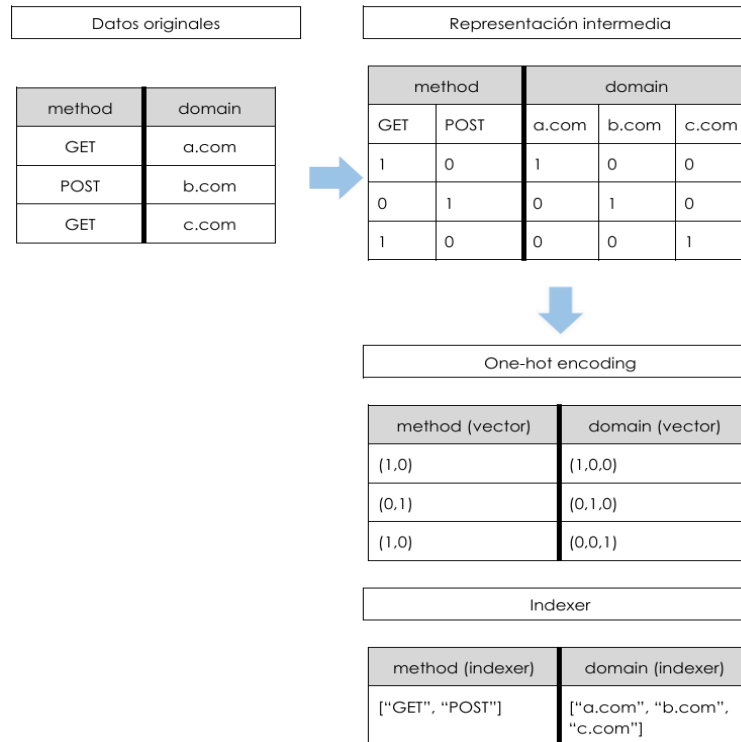 Datos originales
Representación intermedia
method domain
GET a.com
POST b.com
GET c.com
method domain
GET POST a.com b.com c.com
1 0 1 0 0
0 1 0 1 0
1 0 0 0 1
One-hot encoding
method (vector) domain (vector)
(1,0) (1,0,0)
(0,1) (0,1,0)
(1,0) (0,0,1)
Indexer
method (indexer) domain (indexer)
[“GET”, “POST”] [“a.com”, “b.com”,
“c.com”]